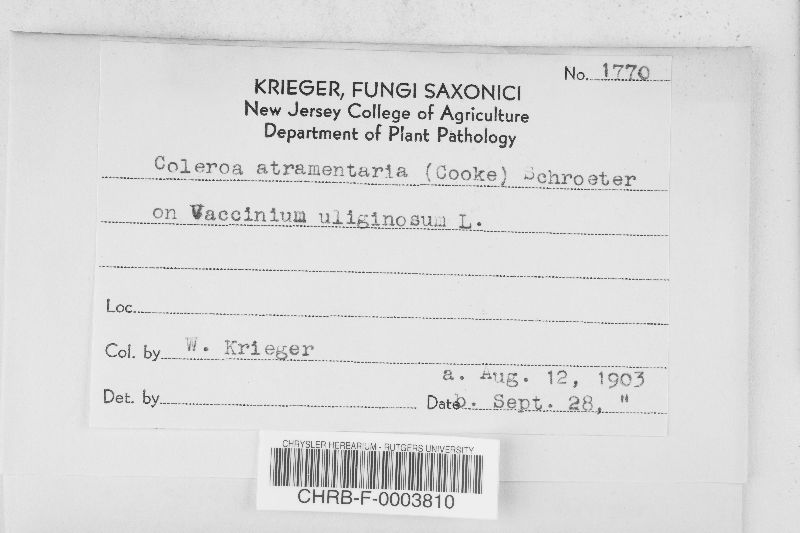 No. 1770
KRIEGER, FUNGI SAXONICI
New Jersey College of Agriculture
Department of Plant Pathology
Coleroa atramentaria (Cooke) Schroeter
on Vaccinium uliginosum L.
Loc.
Col. by W. Krieger
a. Aug. 12, 1903
Det. by Date b. Sept. 28, "
CHRYSLER HERBARIUM - RUTGERS UNIVERSITY
CHRB-F-0003810